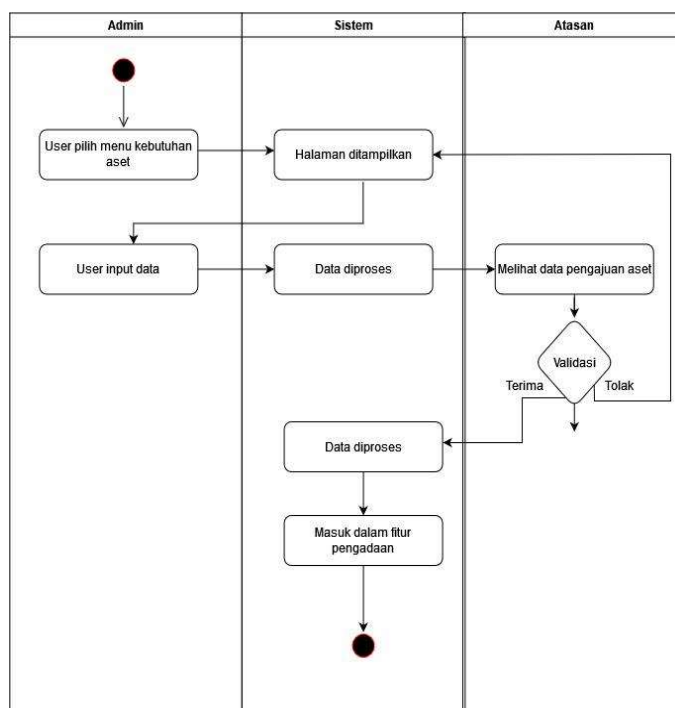 Admin
Sistem
Atasan
User pilih menu kebutuhan
aset
Halaman ditampilkan
User input data
Data diproses
Melihat data pengajuan aset
Validasi
Terima
Tolak
Data diproses
Masuk dalam fitur
pengadaan